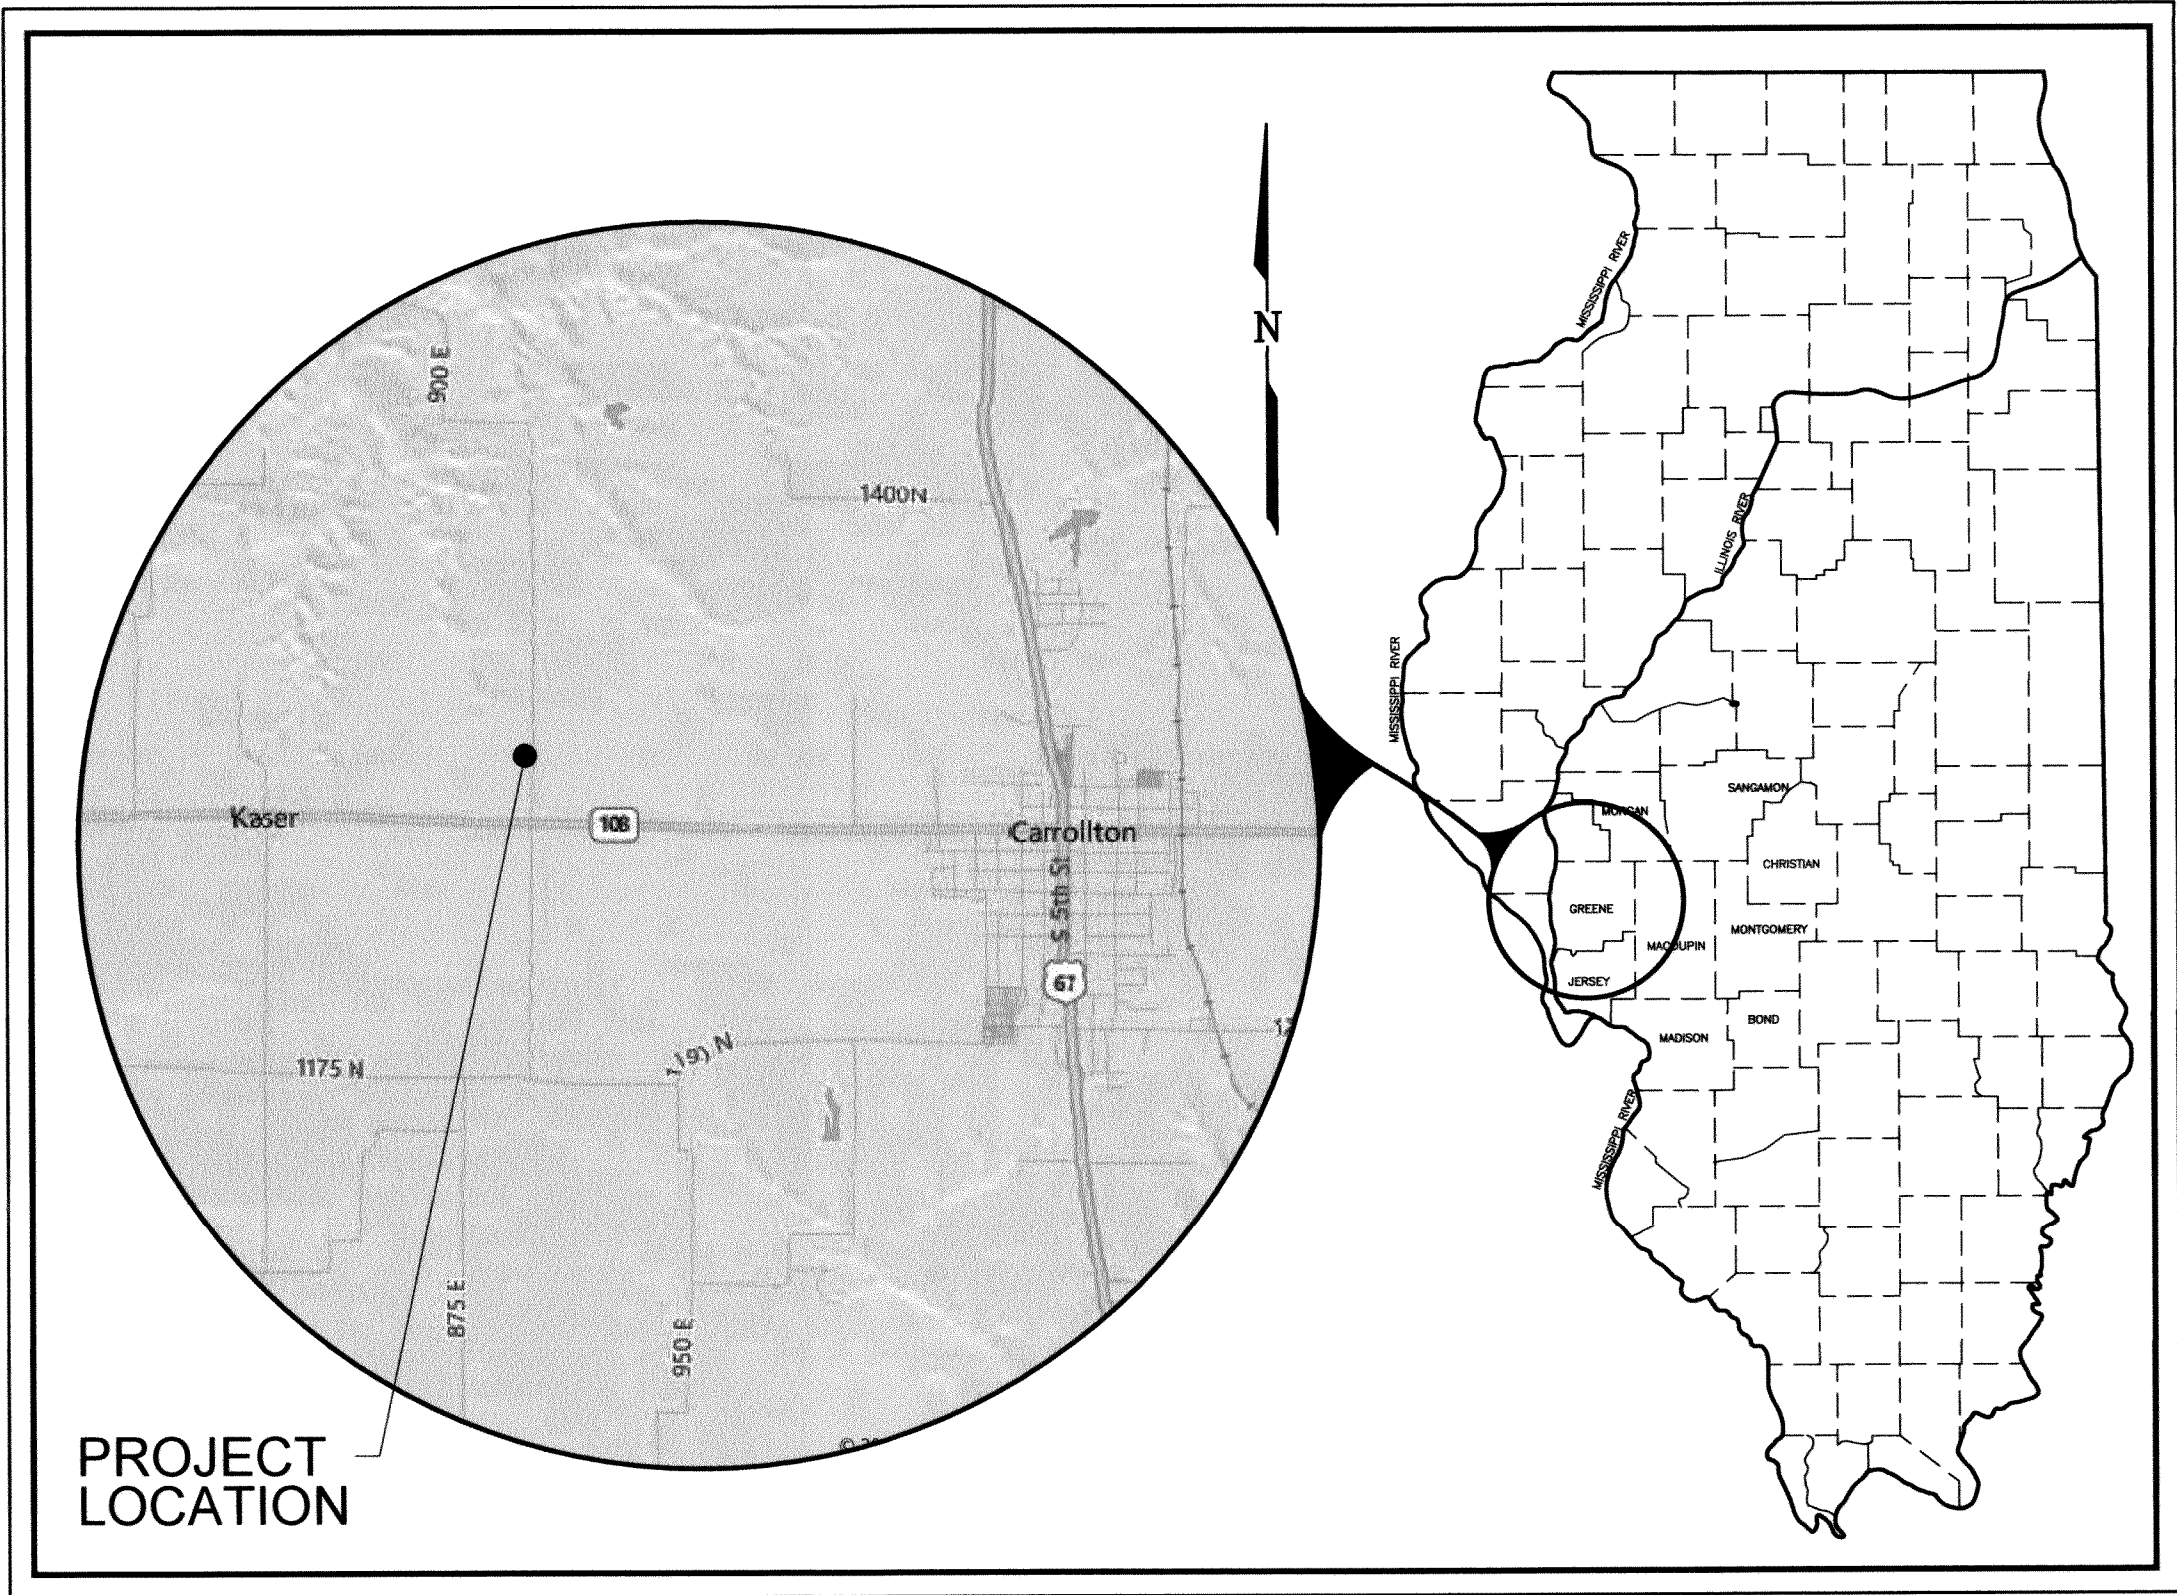 N
MISSISSIPPI RIVER
900 E
1400N
ILLINOIS RIVER
MISSISSIPPI RIVER
Kaser
108
Carrollton
S 5th St
67
1175 N
875 E
950 E
SANGAMON
MORGAN
CHRISTIAN
GREENE
MONTGOMERY
MACOUPIN
JERSEY
BOND
MADISON
MISSISSIPPI RIVER
PROJECT
LOCATION